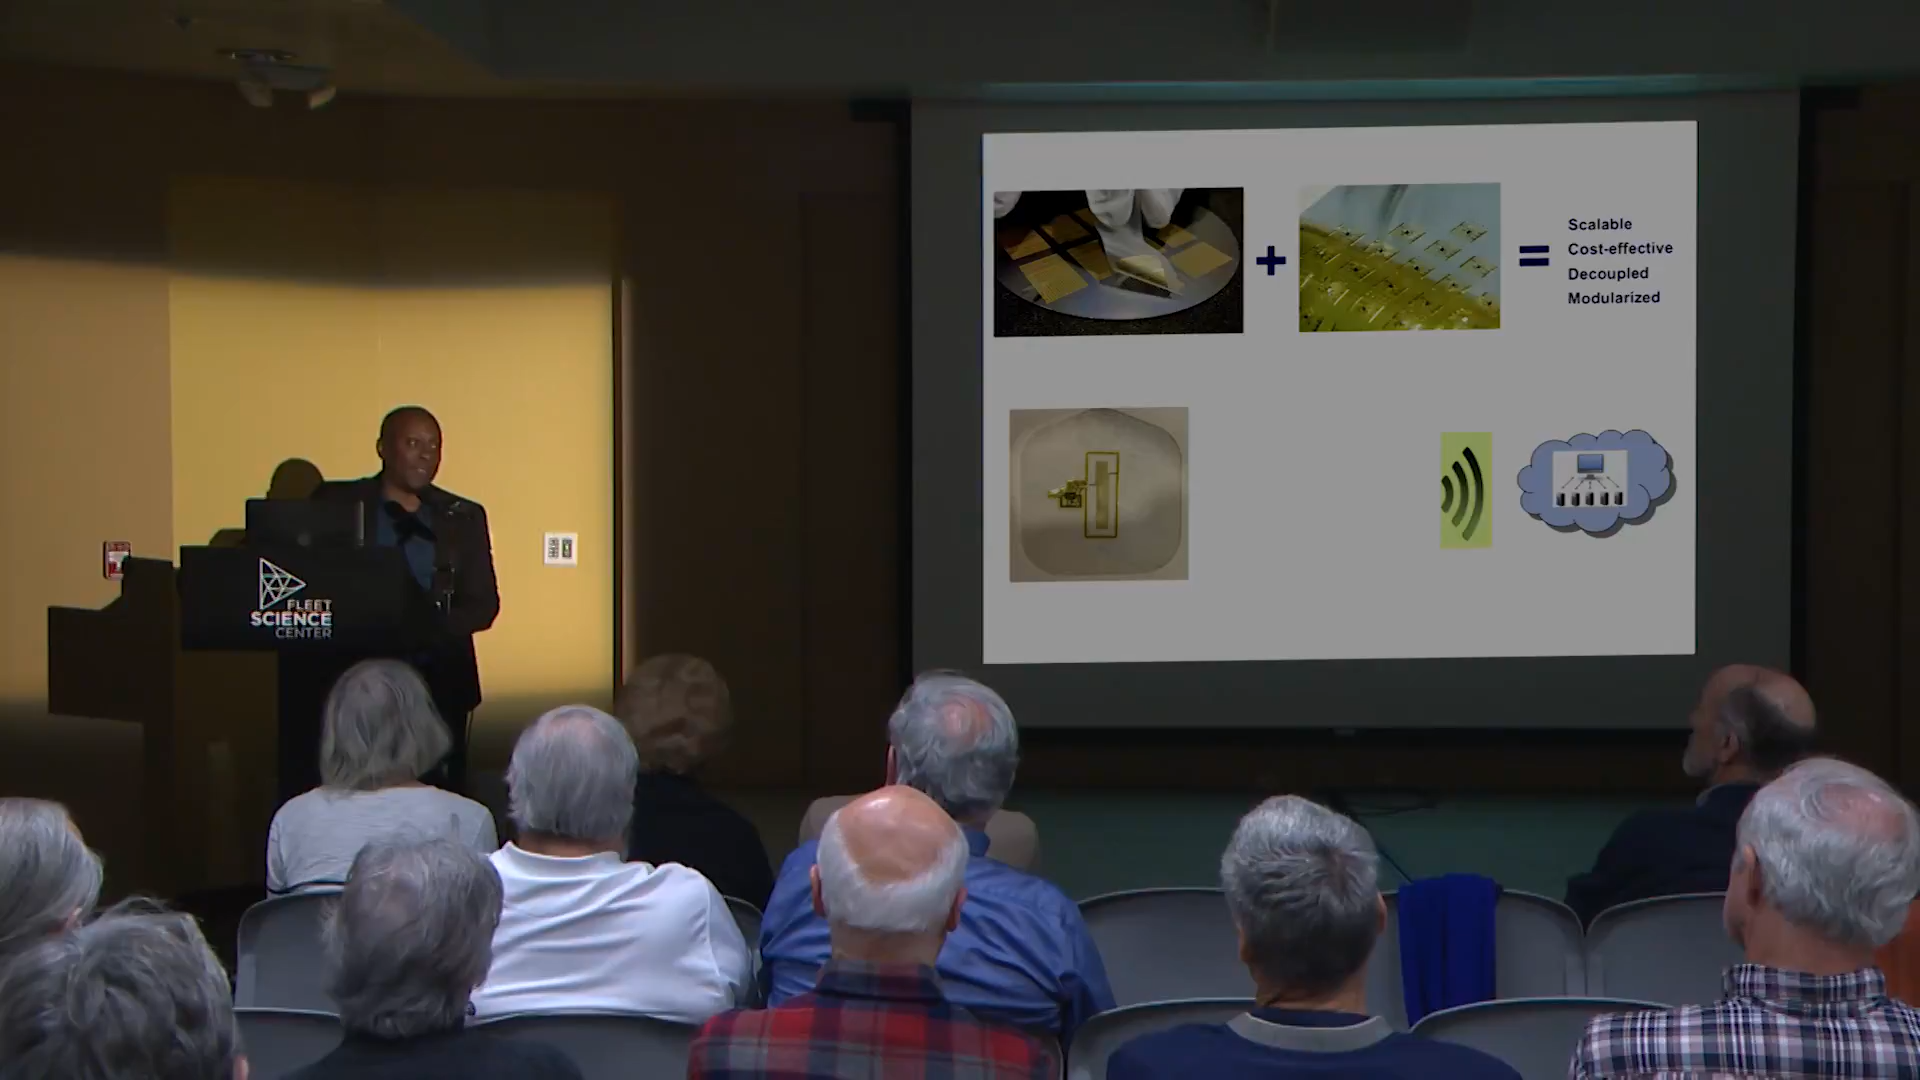 +
=
Scalable
Cost-effective
Decoupled
Modularized
FLEET
SCIENCE
CENTER